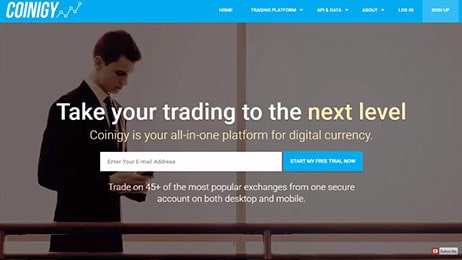 COINIGY
HOME TRADING PLATFORM API & DATA ABOUT LOG IN SIGN UP
Take your trading to the next level
Coinigy is your all-in-one platform for digital currency.
Enter Your E-mail Address START MY FREE TRIAL NOW
Trade on 45+ of the most popular exchanges from one secure
account on both desktop and mobile.
Subscribe